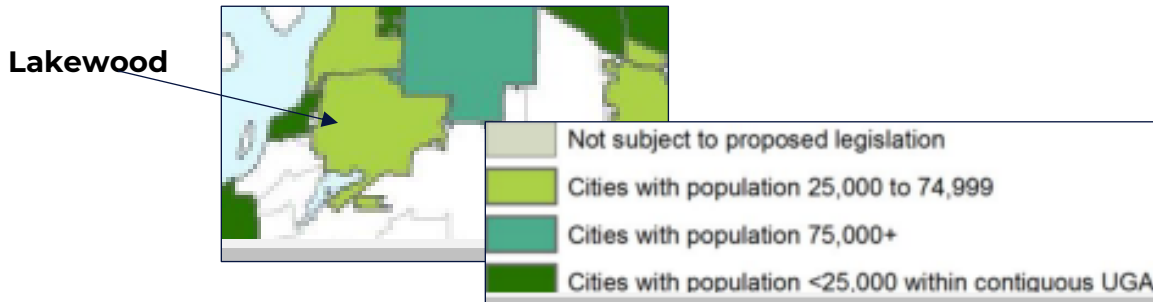 Lakewood
Not subject to proposed legislation
Cities with population 25,000 to 74,999
Cities with population 75,000+
Cities with population <25,000 within contiguous UGA